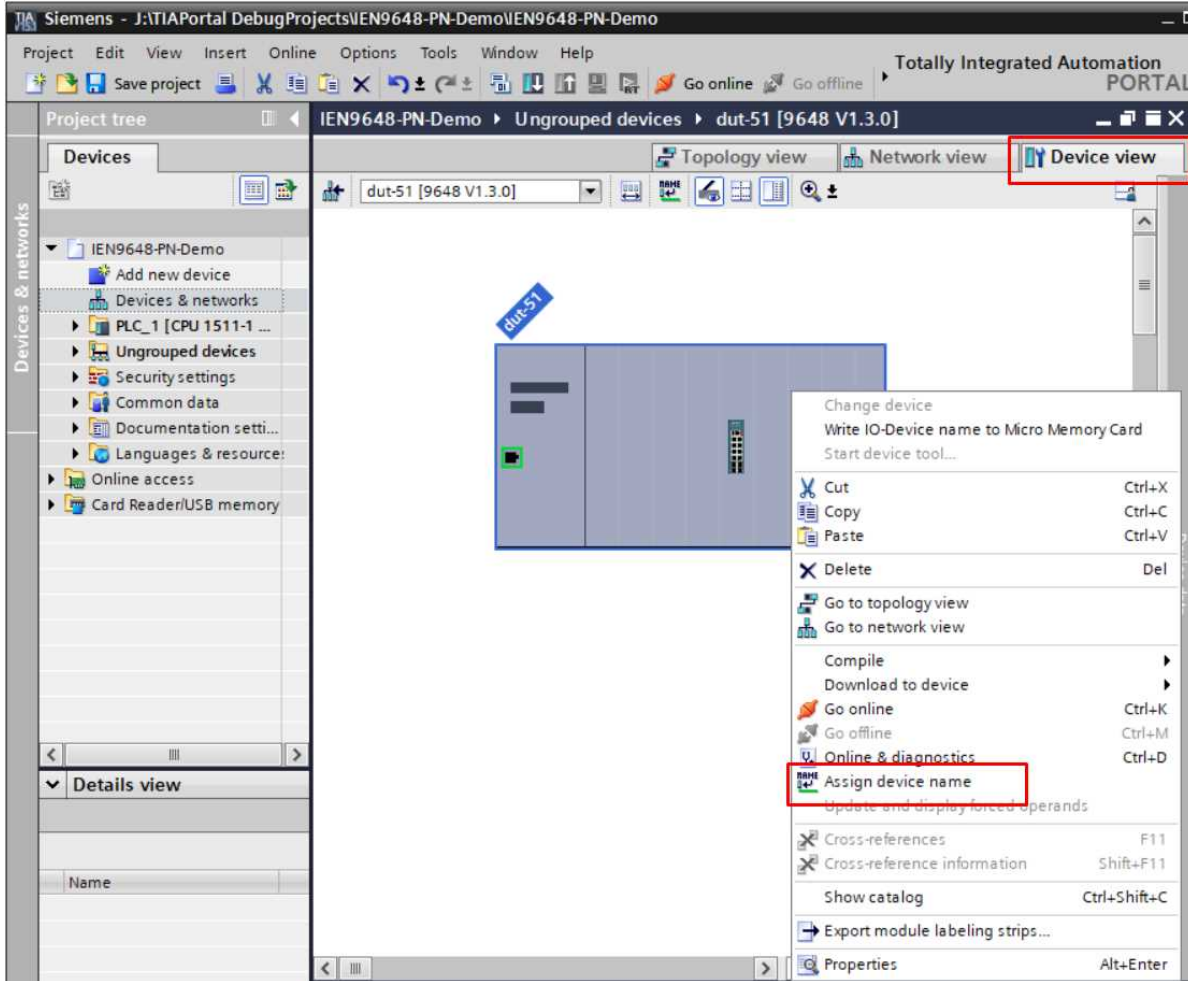 Siemens - J:\TIAPortal DebugProjects\IEN9648-PN-Demo\IEN9648-PN-Demo
Project Edit View Insert Online Options Tools Window Help
Totally Integrated Automation
PORTAL
Save project
Go online
Go offline
Project tree
IEN9648-PN-Demo
Ungrouped devices
dut-51 [9648 V1.3.0]
Devices
Topology view
Network view
Device view
dut-51 [9648 V1.3.0]
NAME
Devices & networks
IEN9648-PN-Demo
Add new device
Devices & networks
PLC_1 [CPU 1511-1 ...
Ungrouped devices
Security settings
Common data
Documentation setti...
Languages & resource
Online access
Card Reader/USB memory
dut-51
Change device
Write IO-Device name to Micro Memory Card
Start device tool...
Cut Ctrl+X
Copy Ctrl+C
Paste Ctrl+V
Delete Del
Go to topology view
Go to network view
Compile
Download to device
Go online Ctrl+K
Go offline Ctrl+M
Online & diagnostics Ctrl+D
NAME Assign device name
Update and display forced operands
Cross-references F11
Cross-reference information Shift+F11
Show catalog Ctrl+Shift+C
Export module labeling strips...
Properties Alt+Enter
Details view
Name